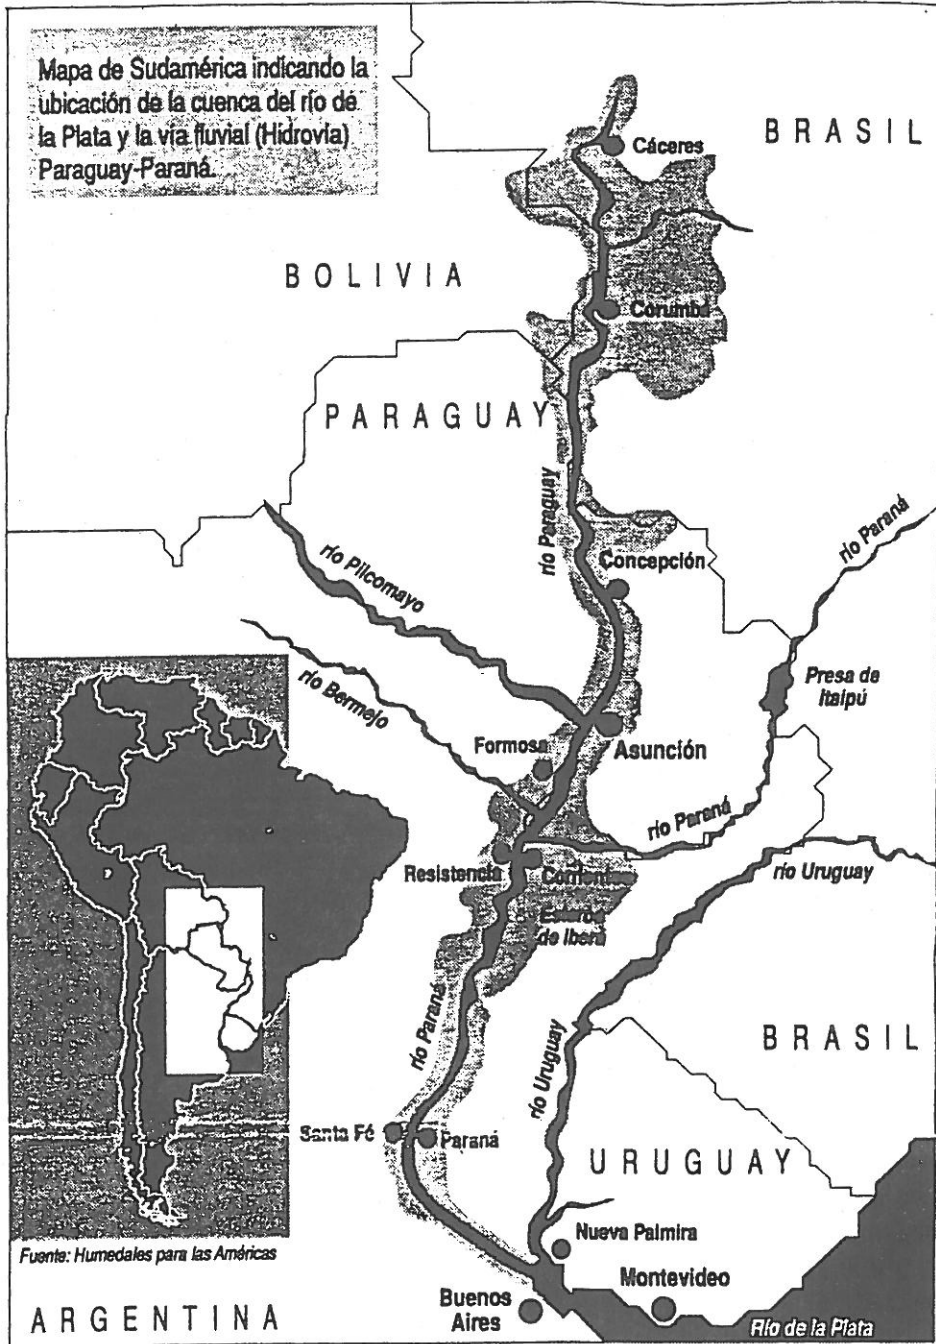 Mapa de Sudamérica indicando la
ubicación de la cuenca del río de
la Plata y la vía fluvial (Hidrovía)
Paraguay-Paraná.
BRASIL
Cáceres
BOLIVIA
Corumbá
PARAGUAY
río Paraguay
río Paraná
río Pilcomayo
Concepción
río Bermejo
Presa de
Itaipú
Formosa
Asunción
río Paraná
Resistencia
río Uruguay
de Iberá
río Paraná
río Uruguay
BRASIL
Santa Fé
Paraná
URUGUAY
Nueva Palmira
Fuente: Humedales para las Américas
Montevideo
Buenos
Aires
ARGENTINA
Río de la Plata